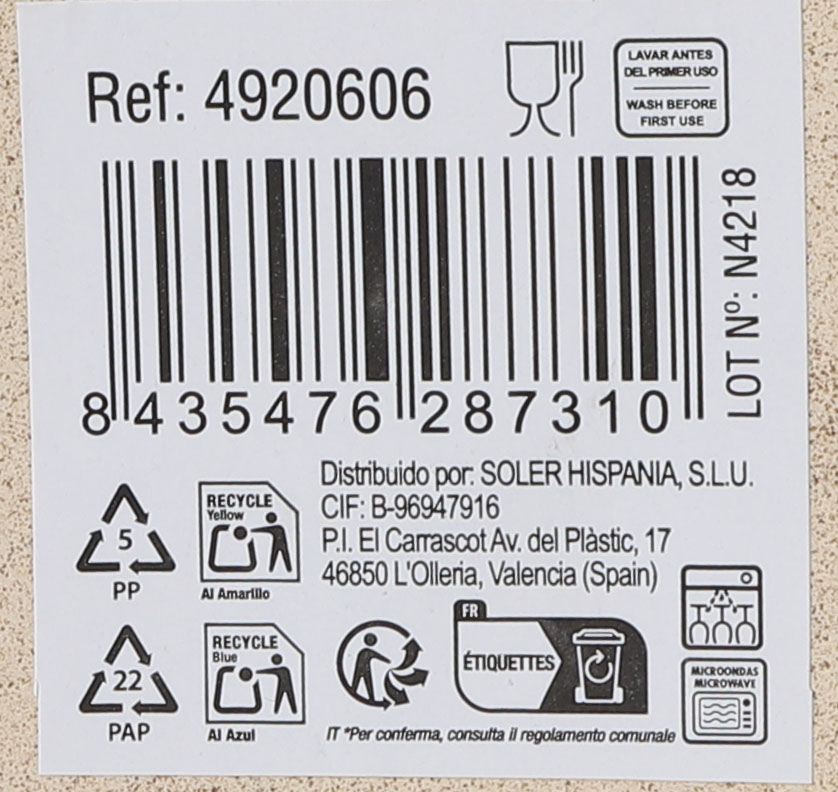 Ref: 4920606
LAVAR ANTES
DEL PRIMER USO
WASH BEFORE
FIRST USE
8 435476 287310
LOT Nº: N4218
Distribuido por: SOLER HISPANIA, S.L.U.
CIF: B-96947916
P.I. El Carrascot Av. del Plàstic, 17
46850 L'Olleria, Valencia (Spain)
5
PP
RECYCLE
Yellow
Al Amarillo
22
PAP
RECYCLE
Blue
Al Azul
FR
ÉTIQUETTES
MICROONDAS
MICROWAVE
IT *Per conferma, consulta il regolamento comunale